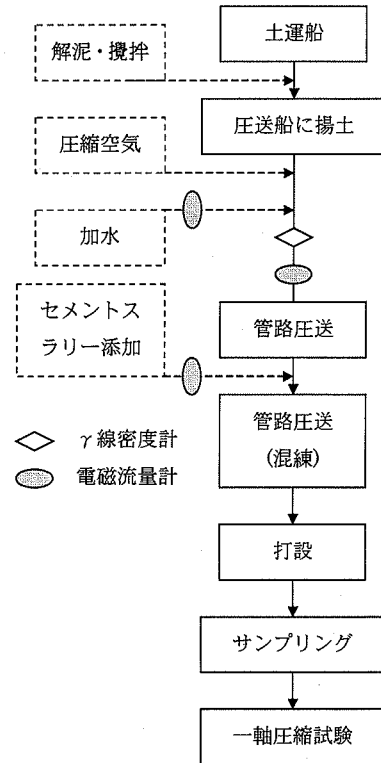 土運船
解泥・攪拌
圧送船に揚土
圧縮空気
加水
セメントス
ラリー添加
管路圧送
管路圧送
(混練)
γ線密度計
電磁流量計
打設
サンプリング
一軸圧縮試験